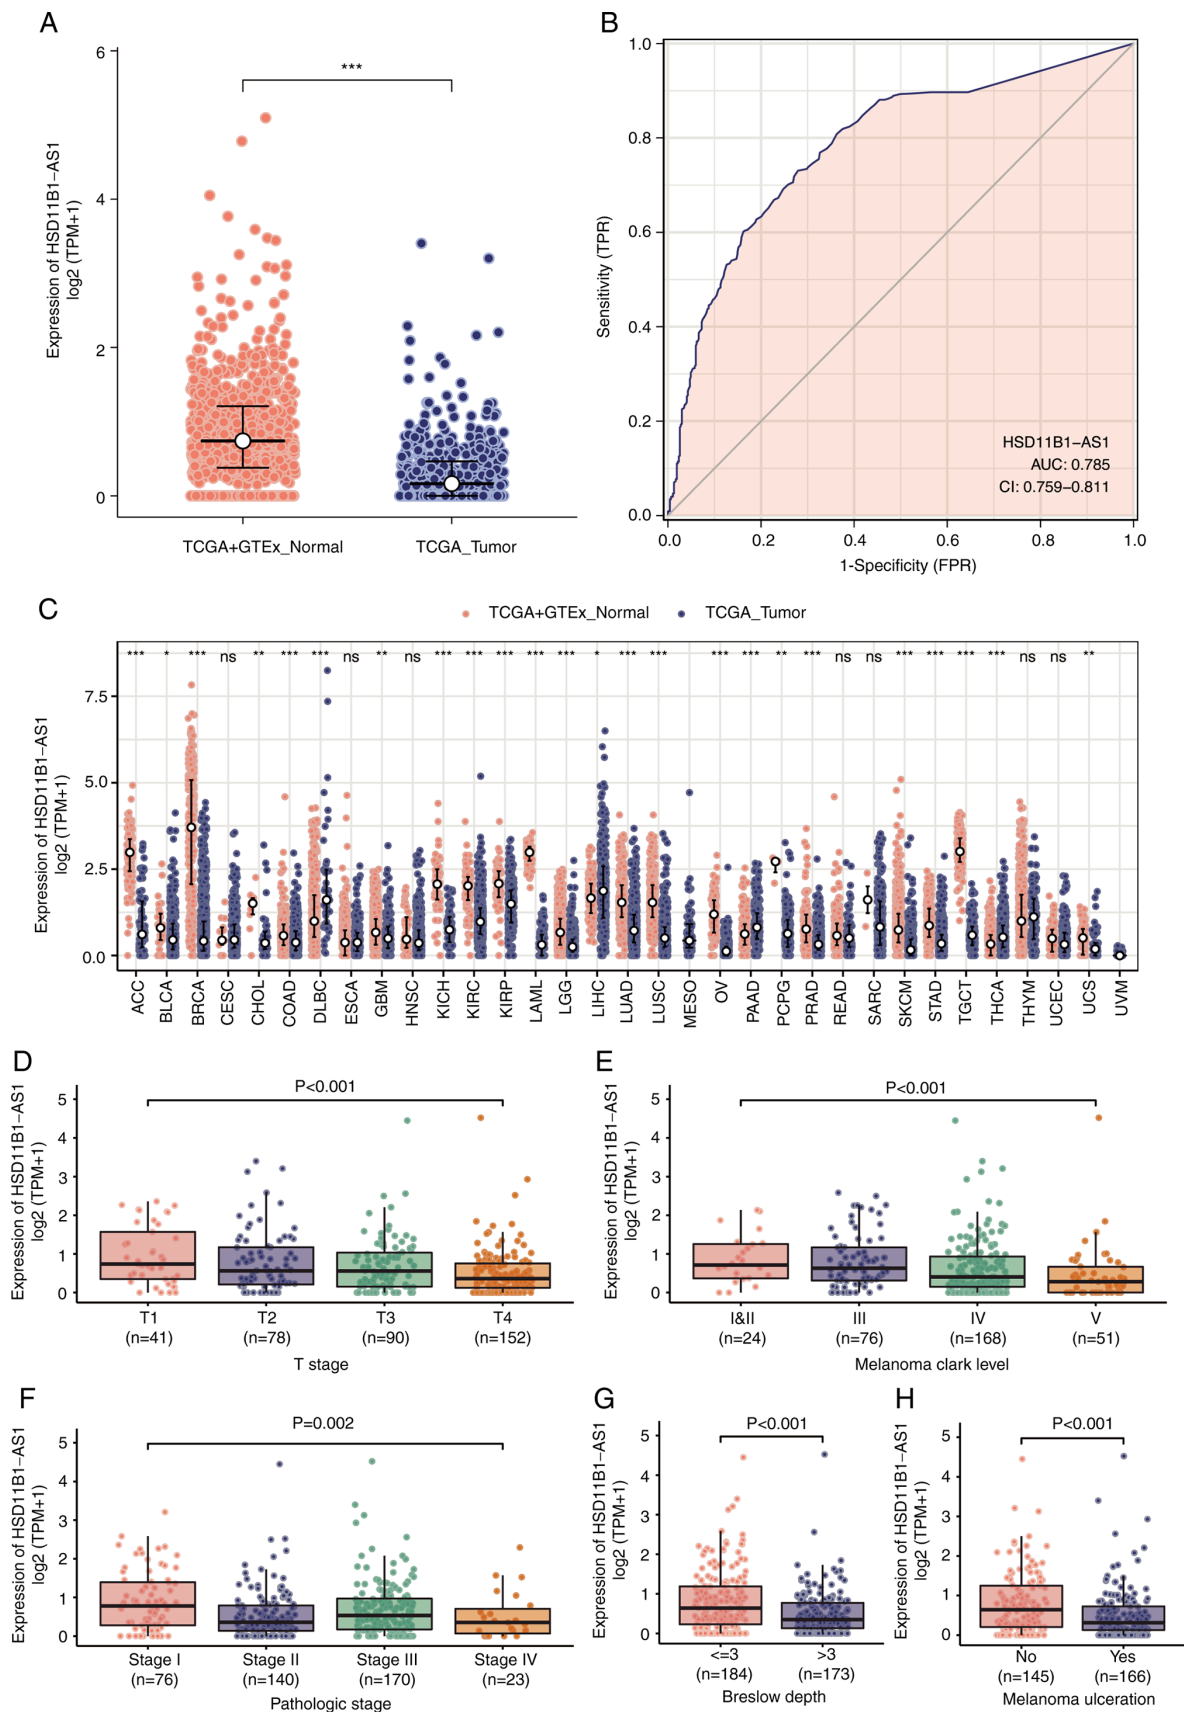 A
Expression of HSD11B1−AS1
log2 (TPM+1)
6
4
2
0
***
TCGA+GTEx_Normal
TCGA_Tumor
B
Sensitivity (TPR)
1.0
0.8
0.6
0.4
0.2
0.0
HSD11B1−AS1
AUC: 0.785
CI: 0.759−0.811
0.0 0.2 0.4 0.6 0.8 1.0
1-Specificity (FPR)
C
TCGA+GTEx_Normal TCGA_Tumor
Expression of HSD11B1−AS1
log2 (TPM+1)
7.5
5.0
2.5
0.0
*** * *** ns ** *** *** ns ** ns *** *** *** *** *** * *** *** *** *** ** *** ns ns *** *** *** *** ns ns **
ACC BLCA BRCA CESC CHOL COAD DLBC ESCA GBM HNSC KICH KIRC KIRP LAML LGG LIHC LUAD LUSC MESO OV PAAD PCPG PRAD READ SARC SKCM STAD TGCT THCA THYM UCEC UCS UVM
D
Expression of HSD11B1−AS1
log2 (TPM+1)
5
4
3
2
1
0
P<0.001
T1 T2 T3 T4
(n=41) (n=78) (n=90) (n=152)
T stage
E
Expression of HSD11B1−AS1
log2 (TPM+1)
5
4
3
2
1
0
P<0.001
I&II III IV V
(n=24) (n=76) (n=168) (n=51)
Melanoma clark level
F
Expression of HSD11B1−AS1
log2 (TPM+1)
5
4
3
2
1
0
P=0.002
Stage I Stage II Stage III Stage IV
(n=76) (n=140) (n=170) (n=23)
Pathologic stage
G
Expression of HSD11B1−AS1
log2 (TPM+1)
5
4
3
2
1
0
P<0.001
<=3 >3
(n=184) (n=173)
Breslow depth
H
Expression of HSD11B1−AS1
log2 (TPM+1)
5
4
3
2
1
0
P<0.001
No Yes
(n=145) (n=166)
Melanoma ulceration